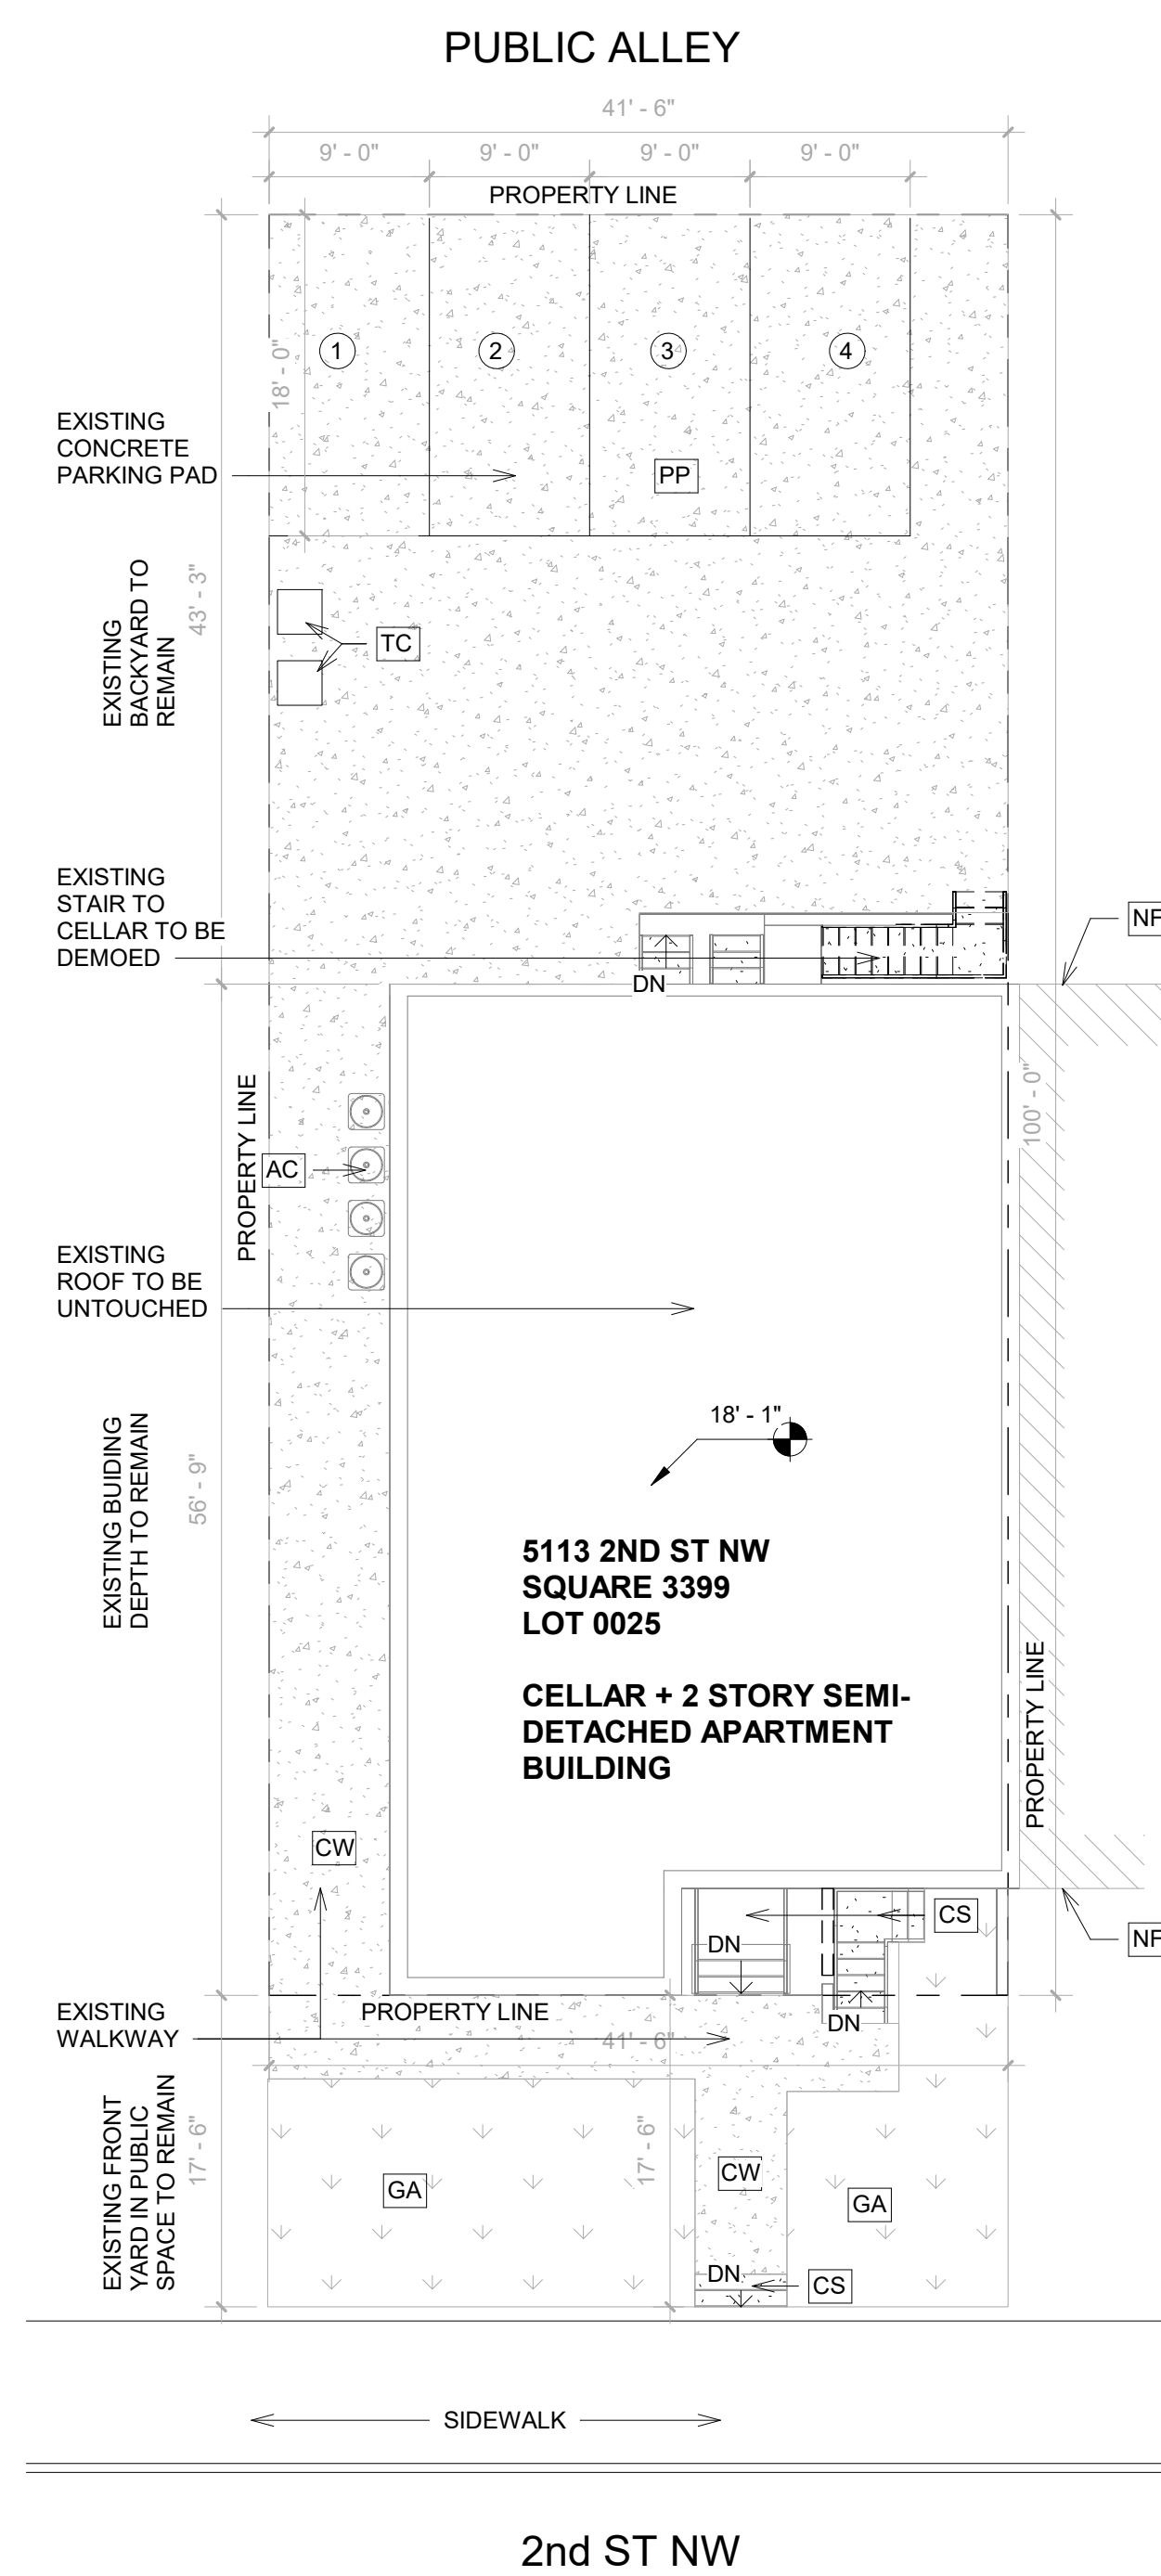 PUBLIC ALLEY
41' - 6"
9' - 0"
9' - 0"
9' - 0"
9' - 0"
PROPERTY LINE
1
2
3
4
18' - 0"
EXISTING
CONCRETE
PARKING PAD
PP
EXISTING
BACKYARD TO
REMAIN
43' - 3"
TC
EXISTING
STAIR TO
CELLAR TO BE
DEMOED
NF
DN
100' - 0"
PROPERTY LINE
AC
EXISTING
ROOF TO BE
UNTOUCHED
18' - 1"
EXISTING BUIDING
DEPTH TO REMAIN
56' - 9"
5113 2ND ST NW
SQUARE 3399
LOT 0025
CELLAR + 2 STORY SEMI-
DETACHED APARTMENT
BUILDING
PROPERTY LINE
CW
CS
DN
NF
EXISTING
WALKWAY
PROPERTY LINE
DN
41' - 6"
EXISTING FRONT
YARD IN PUBLIC
SPACE TO REMAIN
17' - 6"
17' - 6"
GA
CW
GA
DN
CS
SIDEWALK
2nd ST NW